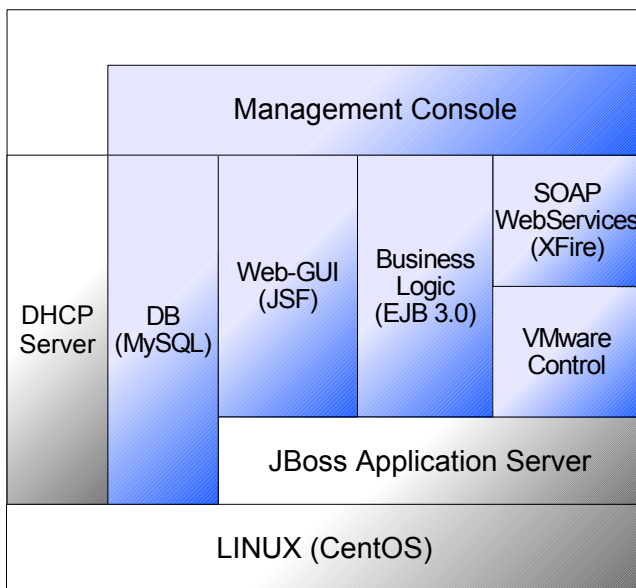 Management Console
SOAP
WebServices
(XFire)
Web-GUI
(JSF)
Business
Logic
(EJB 3.0)
DHCP
Server
DB
(MySQL)
VMware
Control
JBoss Application Server
LINUX (CentOS)